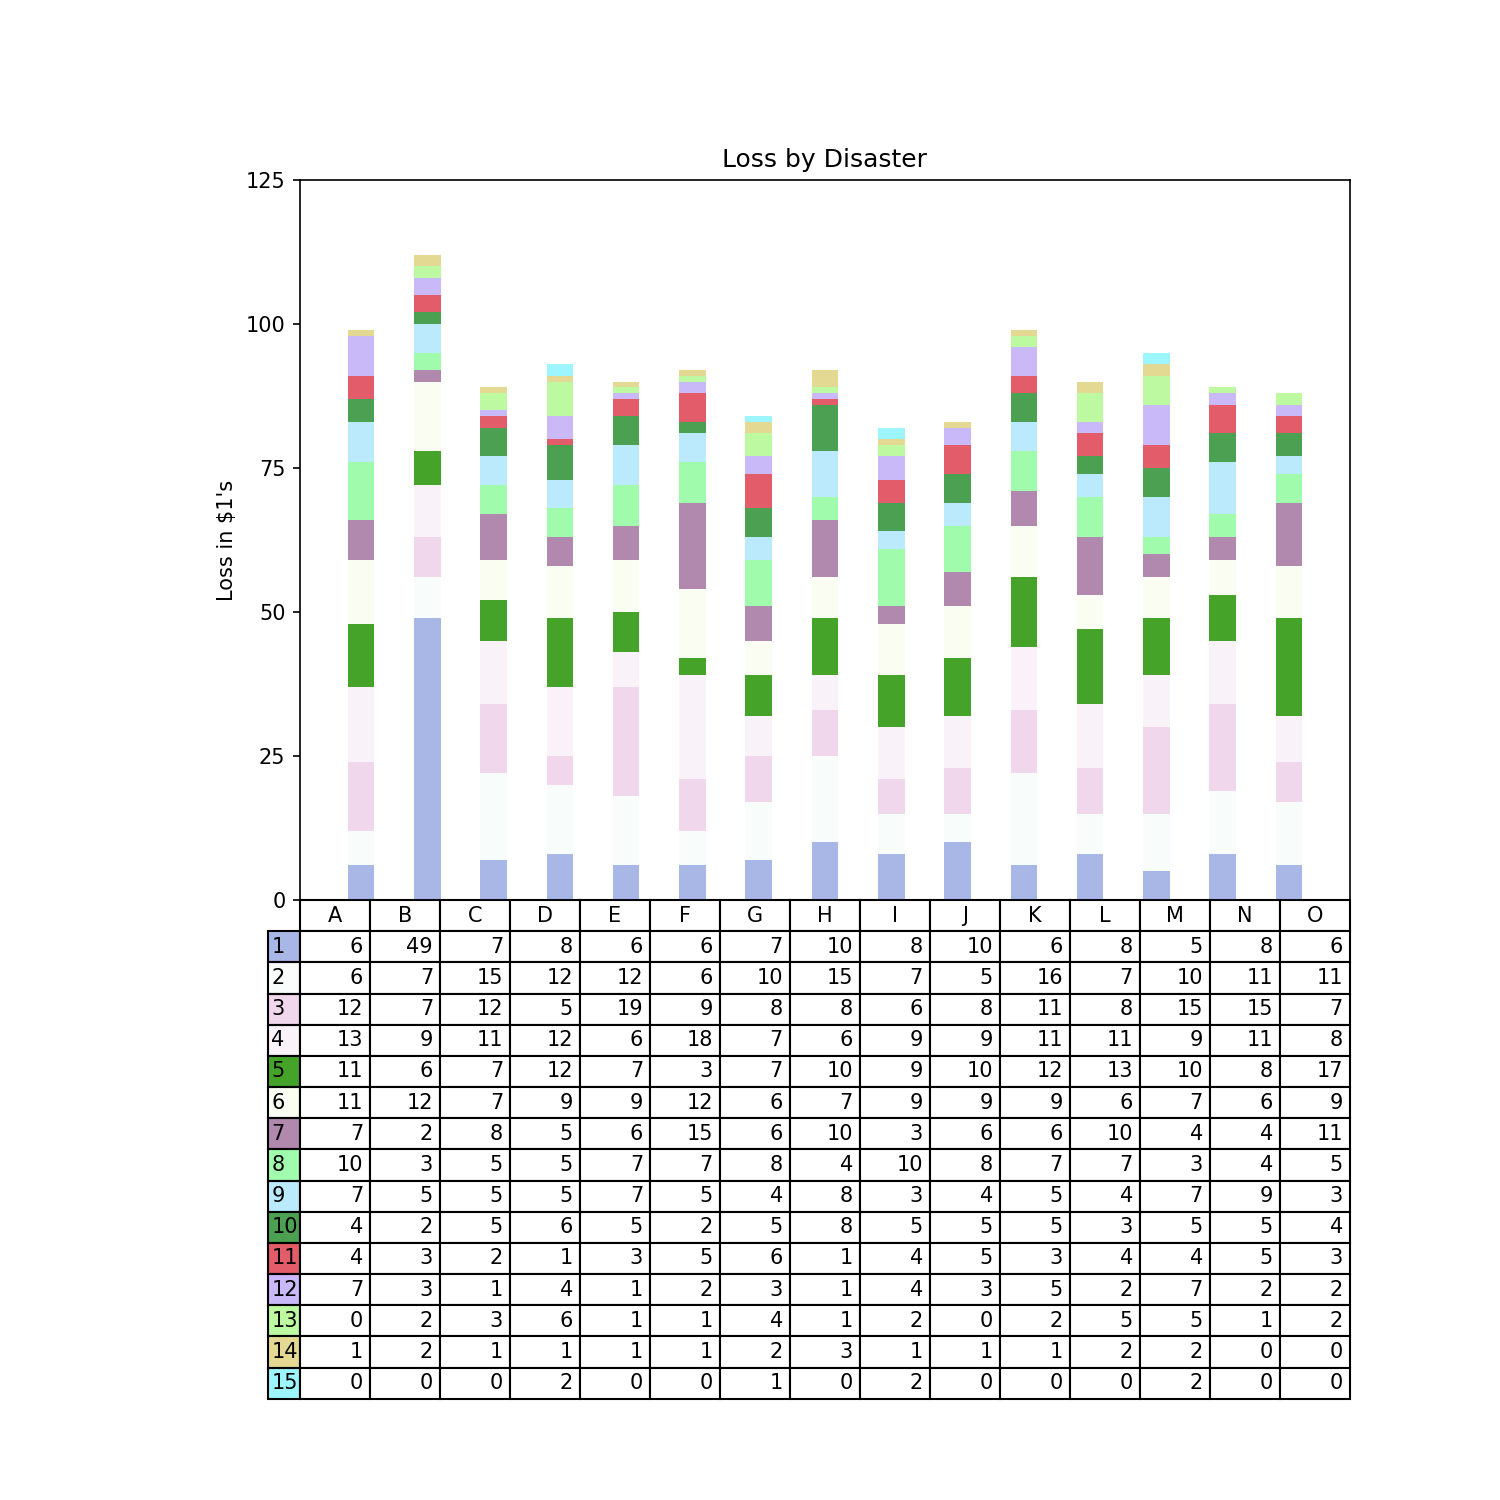 Loss by Disaster
125
100
75
50
25
0
Loss in $1's
A B C D E F G H I J K L M N O
1 6 49 7 8 6 6 7 10 8 10 6 8 5 8 6
2 6 7 15 12 12 6 10 15 7 5 16 7 10 11 11
3 12 7 12 5 19 9 8 8 6 8 11 8 15 15 7
4 13 9 11 12 6 18 7 6 9 9 11 11 9 11 8
5 11 6 7 12 7 3 7 10 9 10 12 13 10 8 17
6 11 12 7 9 9 12 6 7 9 9 9 6 7 6 9
7 7 2 8 5 6 15 6 10 3 6 6 10 4 4 11
8 10 3 5 5 7 7 8 4 10 8 7 7 3 4 5
9 7 5 5 5 7 5 4 8 3 4 5 4 7 9 3
10 4 2 5 6 5 2 5 8 5 5 5 3 5 5 4
11 4 3 2 1 3 5 6 1 4 5 3 4 4 5 3
12 7 3 1 4 1 2 3 1 4 3 5 2 7 2 2
13 0 2 3 6 1 1 4 1 2 0 2 5 5 1 2
14 1 2 1 1 1 1 2 3 1 1 1 2 2 0 0
15 0 0 0 2 0 0 1 0 2 0 0 0 2 0 0